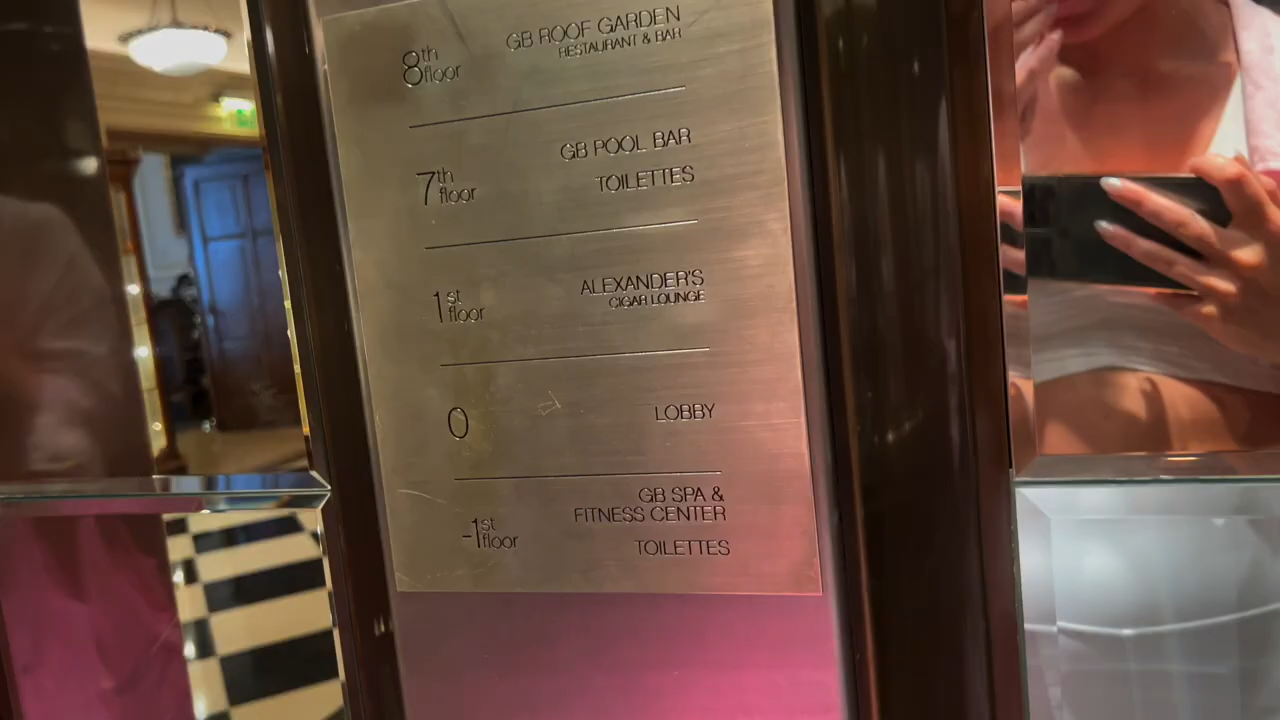 8th floor GB ROOF GARDEN
RESTAURANT & BAR
7th floor GB POOL BAR
TOILETTES
1st floor ALEXANDER'S
CIGAR LOUNGE
0 LOBBY
-1st floor GB SPA &
FITNESS CENTER
TOILETTES